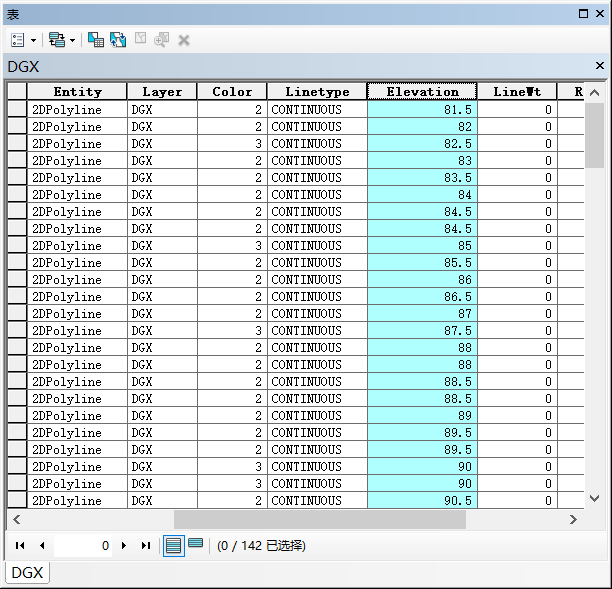 表
DGX
Entity Layer Color Linetype Elevation LineWt R
2DPolyline DGX 2 CONTINUOUS 81.5 0
2DPolyline DGX 2 CONTINUOUS 82 0
2DPolyline DGX 3 CONTINUOUS 82.5 0
2DPolyline DGX 2 CONTINUOUS 83 0
2DPolyline DGX 2 CONTINUOUS 83.5 0
2DPolyline DGX 2 CONTINUOUS 84 0
2DPolyline DGX 2 CONTINUOUS 84.5 0
2DPolyline DGX 2 CONTINUOUS 84.5 0
2DPolyline DGX 3 CONTINUOUS 85 0
2DPolyline DGX 2 CONTINUOUS 85.5 0
2DPolyline DGX 2 CONTINUOUS 86 0
2DPolyline DGX 2 CONTINUOUS 86.5 0
2DPolyline DGX 2 CONTINUOUS 87 0
2DPolyline DGX 3 CONTINUOUS 87.5 0
2DPolyline DGX 2 CONTINUOUS 88 0
2DPolyline DGX 2 CONTINUOUS 88 0
2DPolyline DGX 2 CONTINUOUS 88.5 0
2DPolyline DGX 2 CONTINUOUS 88.5 0
2DPolyline DGX 2 CONTINUOUS 89 0
2DPolyline DGX 2 CONTINUOUS 89.5 0
2DPolyline DGX 2 CONTINUOUS 89.5 0
2DPolyline DGX 3 CONTINUOUS 90 0
2DPolyline DGX 3 CONTINUOUS 90 0
2DPolyline DGX 2 CONTINUOUS 90.5 0
0 (0 / 142 已选择)
DGX